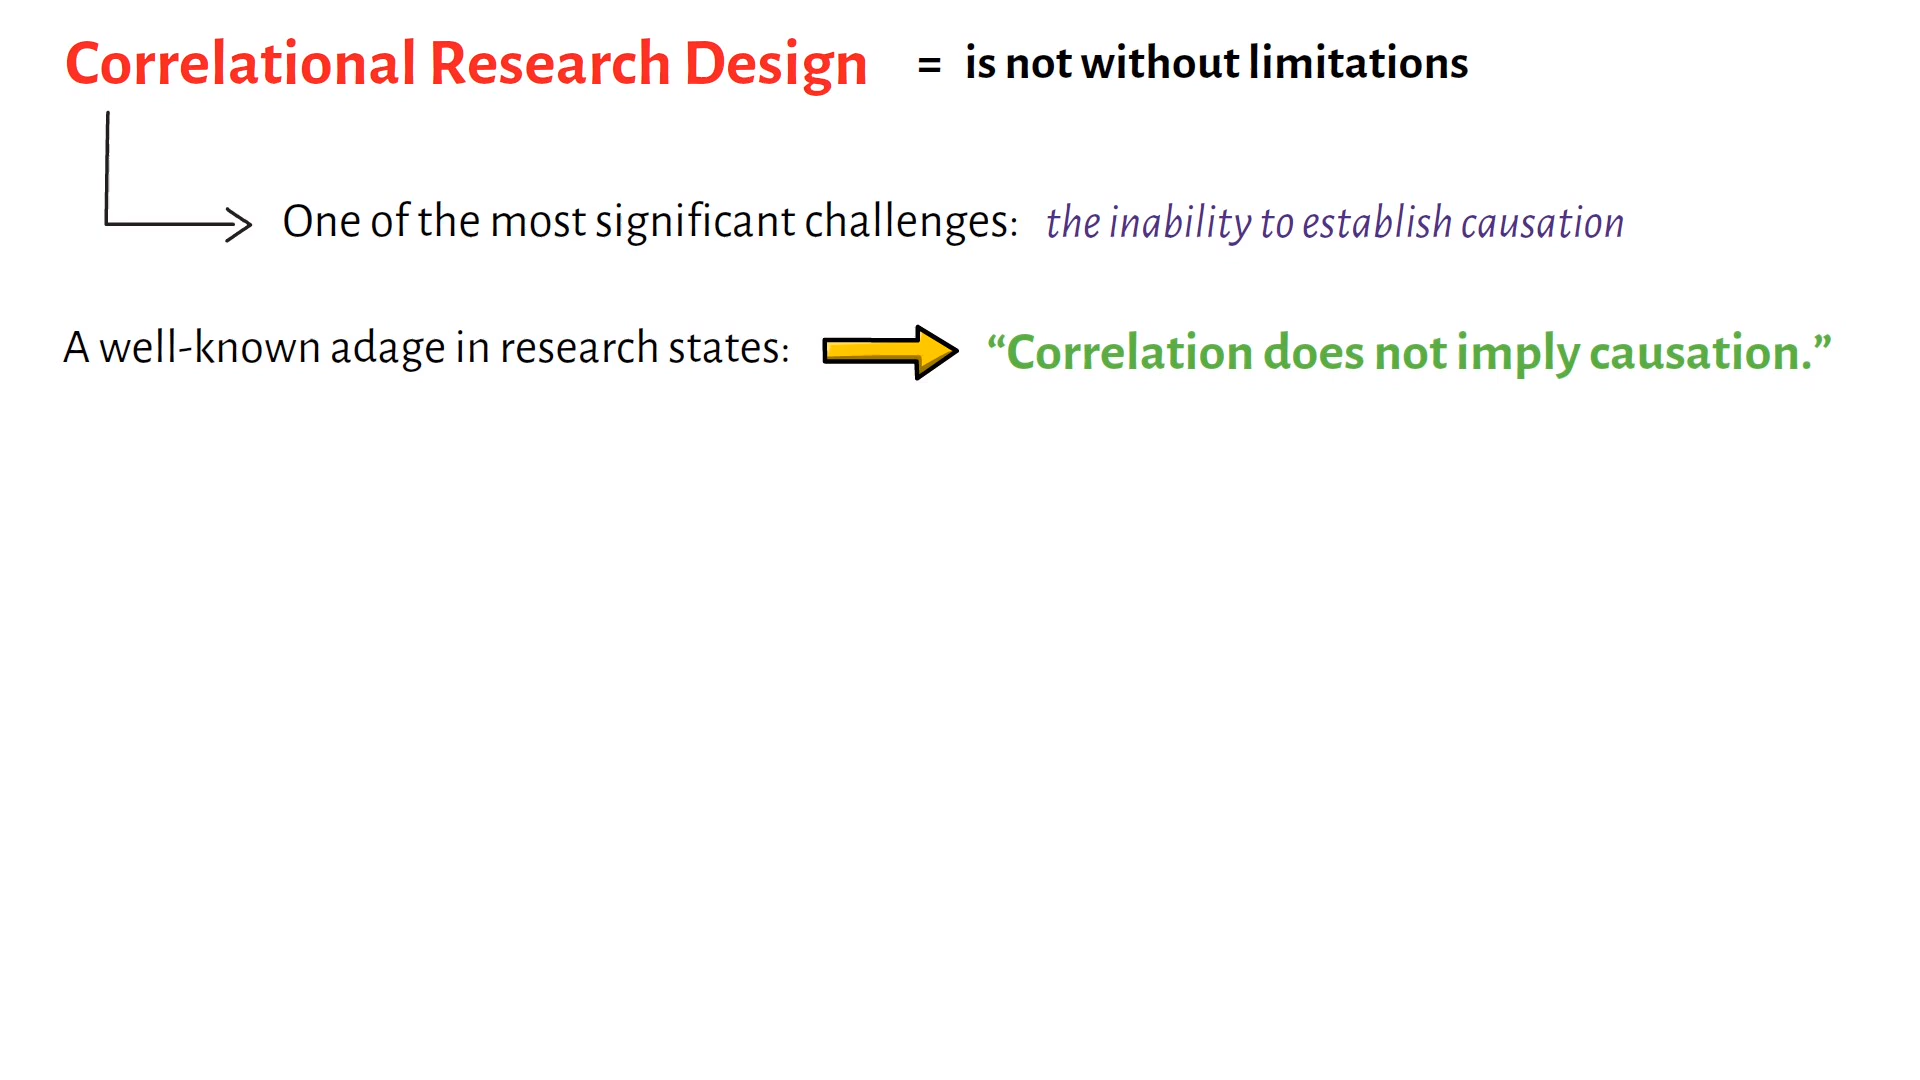 Correlational Research Design = is not without limitations
One of the most significant challenges: the inability to establish causation
A well-known adage in research states: “Correlation does not imply causation.”